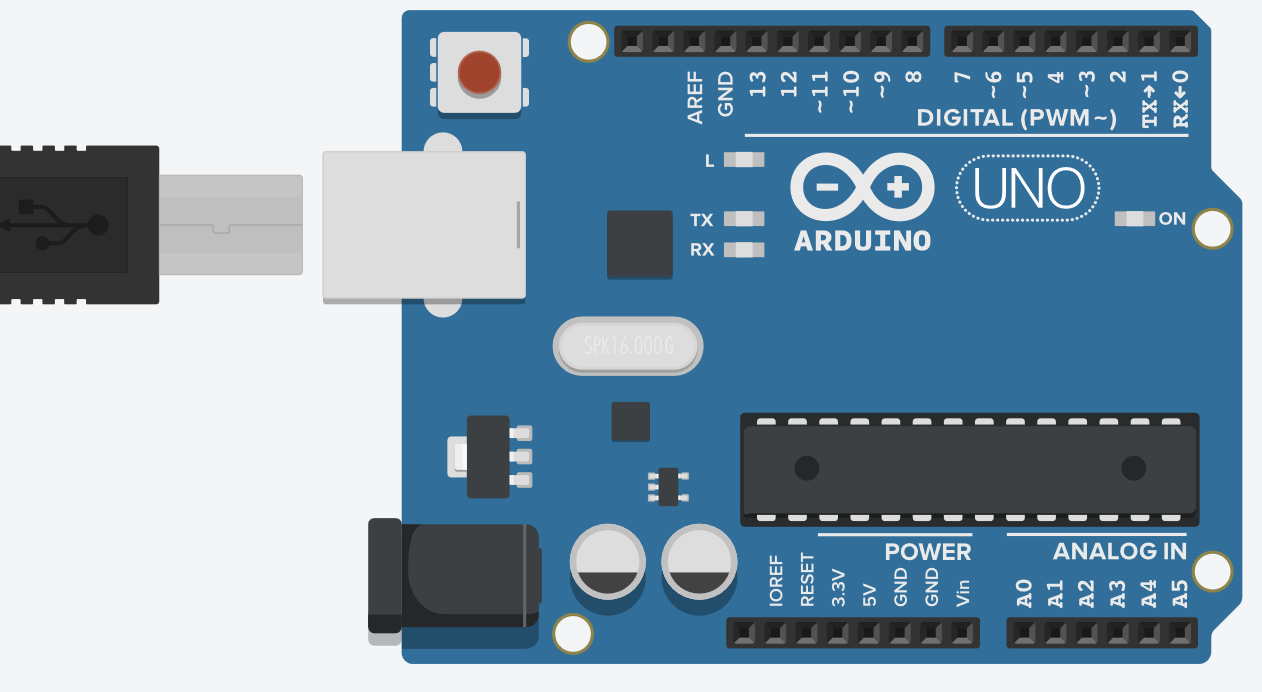 AREF
GND
13
12
~11
~10
~9
8
7
~6
~5
4
~3
2
TX→1
RX←0
DIGITAL (PWM~)
L
TX
RX
ARDUINO
UNO
ON
SPK16.000G
POWER
ANALOG IN
IOREF
RESET
3.3V
5V
GND
GND
Vin
A0
A1
A2
A3
A4
A5